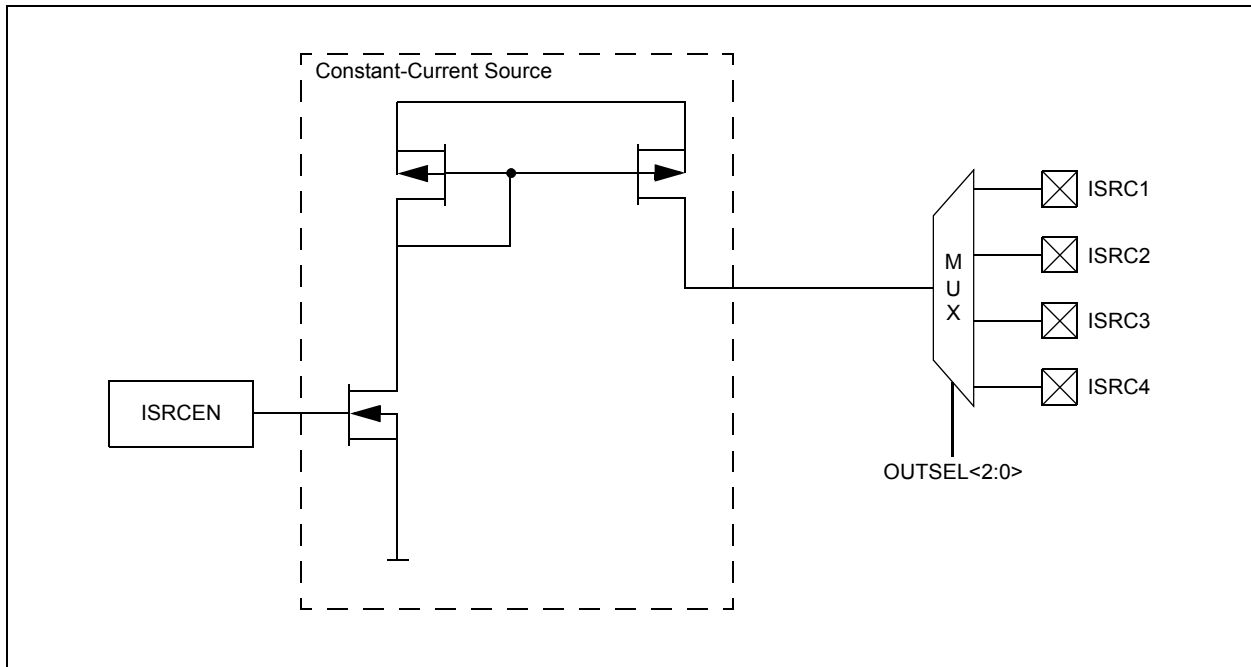 Constant-Current Source
ISRC1
ISRC2
M
U
X
ISRC3
ISRC4
ISRCEN
OUTSEL<2:0>